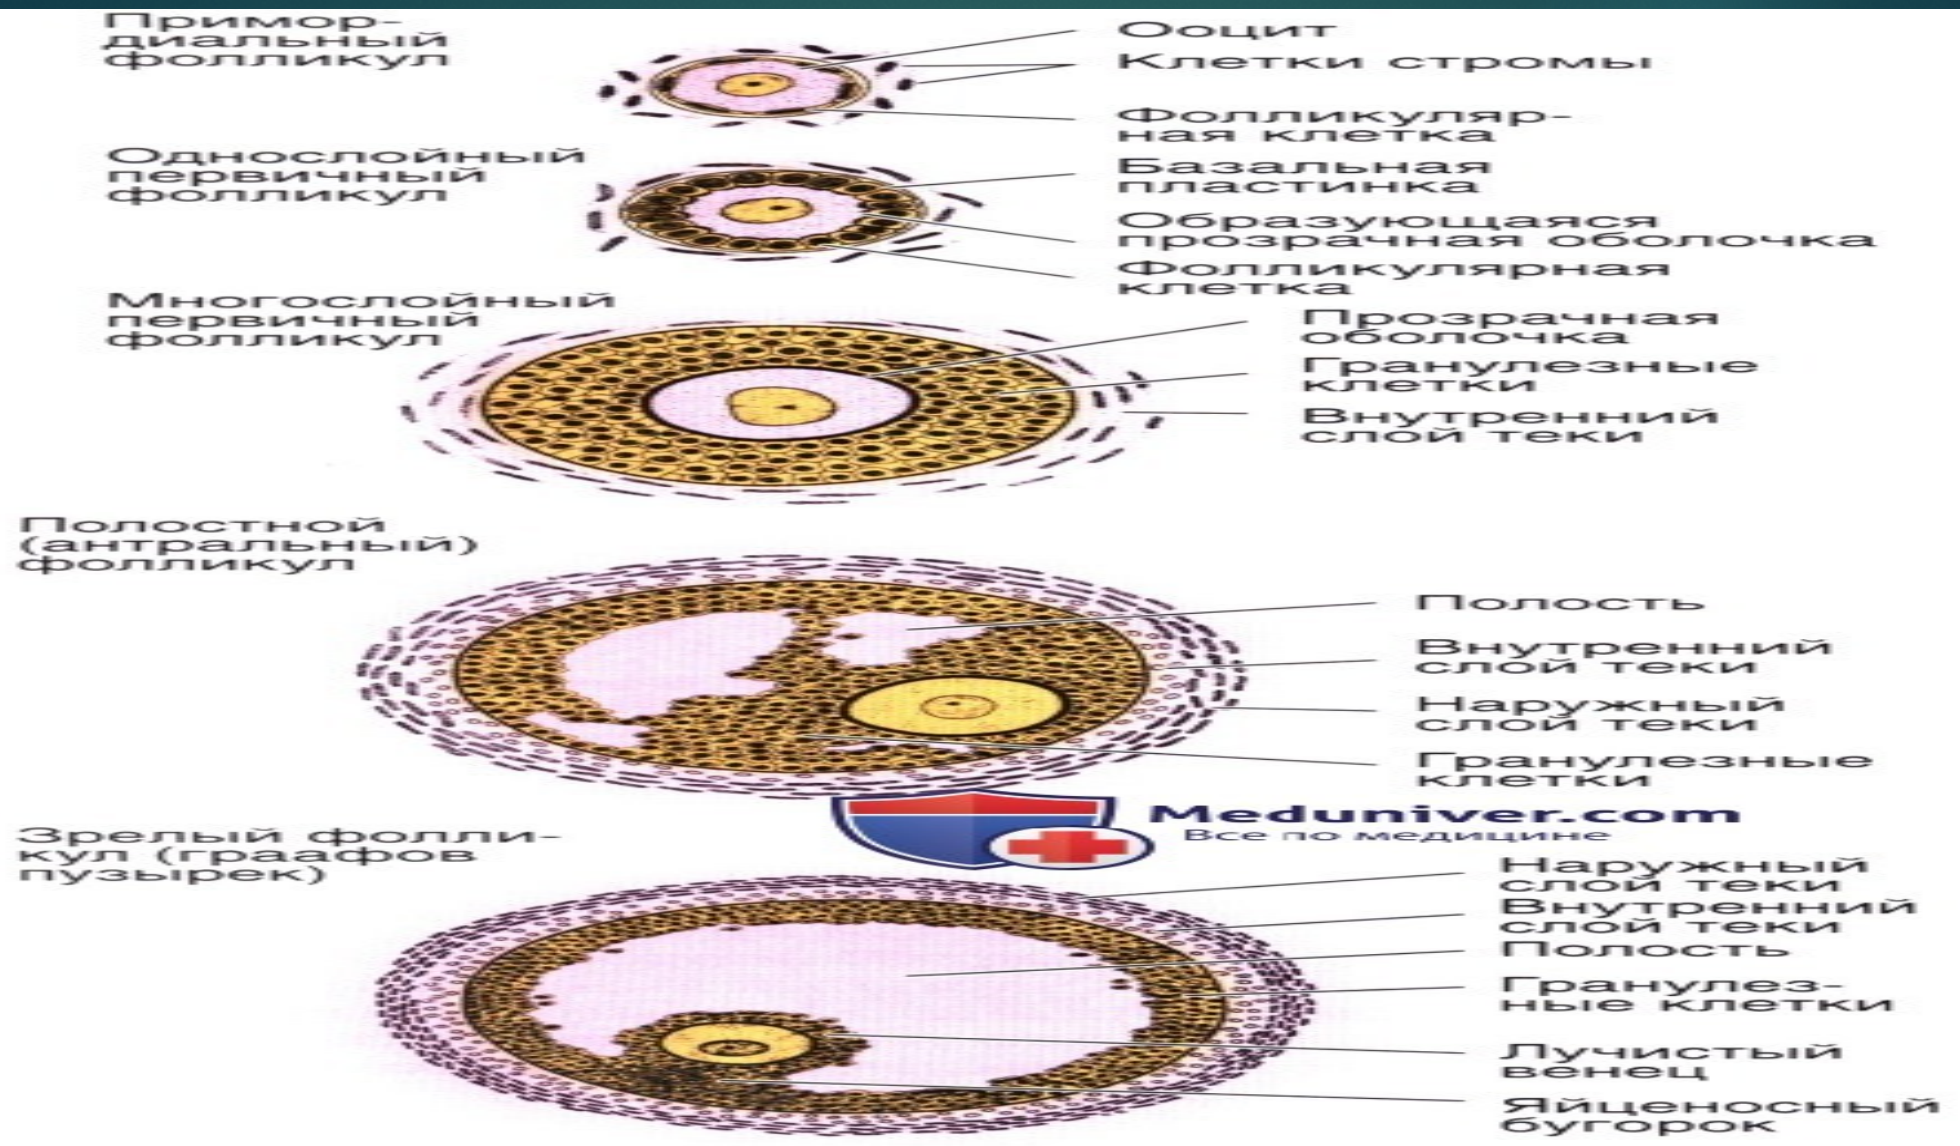 Примор-
диальный
фолликул
Ооцит
Клетки стромы
Фолликуляр-
ная клетка
Однослойный
первичный
фолликул
Базальная
пластинка
Образующаяся
прозрачная оболочка
Фолликулярная
клетка
Многослойный
первичный
фолликул
Прозрачная
оболочка
Гранулезные
клетки
Внутренний
слой теки
Полостной
(антральный)
фолликул
Полость
Внутренний
слой теки
Наружный
слой теки
Гранулезные
клетки
Meduniver.com
Все по медицине
Зрелый фолли-
кул (граафов
пузырек)
Наружный
слой теки
Внутренний
слой теки
Полость
Гранулез-
ные клетки
Лучистый
венец
Яйценосный
бугорок